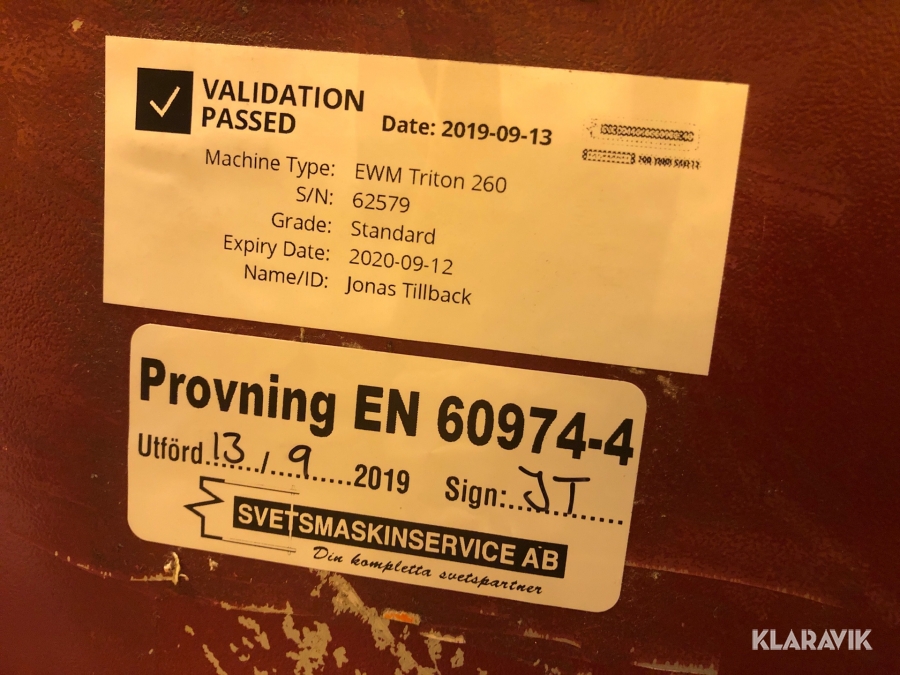 VALIDATION
PASSED
Date: 2019-09-13
Machine Type: EWM Triton 260
S/N: 62579
Grade: Standard
Expiry Date: 2020-09-12
Name/ID: Jonas Tillback
Provning EN 60974-4
Utförd 13 / 9 2019 Sign: JT
SVETSMASKINSERVICE AB
Din kompletta svetspartner
KLARAVIK